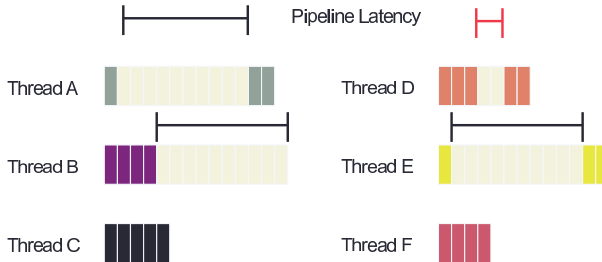 Pipeline Latency
Thread A
Thread D
Thread B
Thread E
Thread C
Thread F